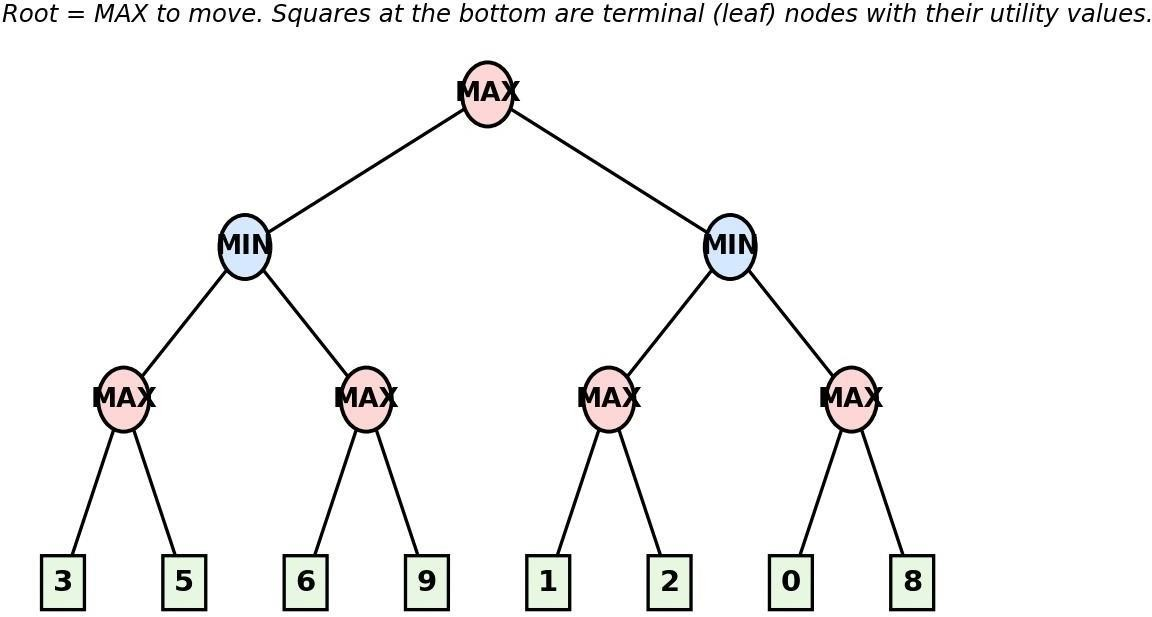 Root = MAX to move. Squares at the bottom are terminal (leaf) nodes with their utility values.
MAX
MIN MIN
MAX MAX MAX MAX
3 5 6 9 1 2 0 8